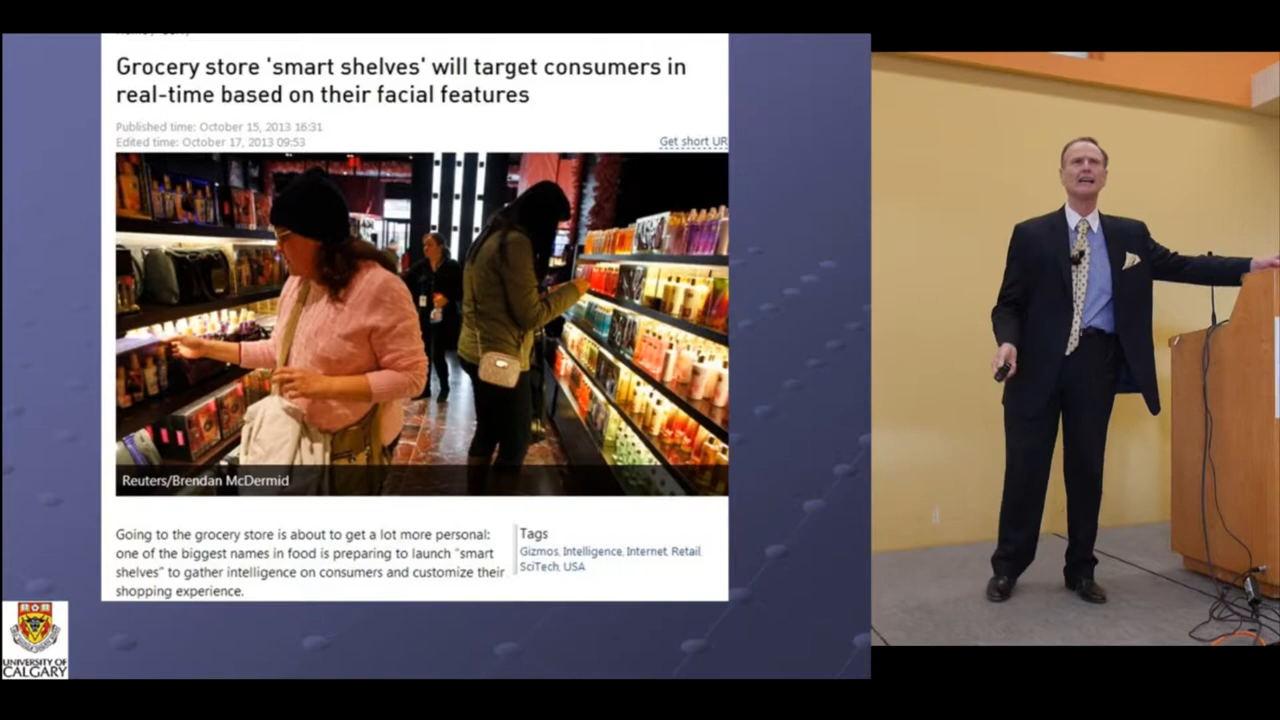 Grocery store 'smart shelves' will target consumers in
real-time based on their facial features
Published time: October 15, 2013 16:31
Edited time: October 17, 2013 09:53
Get short UR
Reuters/Brendan McDermid
Going to the grocery store is about to get a lot more personal:
one of the biggest names in food is preparing to launch "smart
shelves" to gather intelligence on consumers and customize their
shopping experience.
Tags
Gizmos, Intelligence, Internet, Retail,
SciTech, USA
UNIVERSITY OF
CALGARY